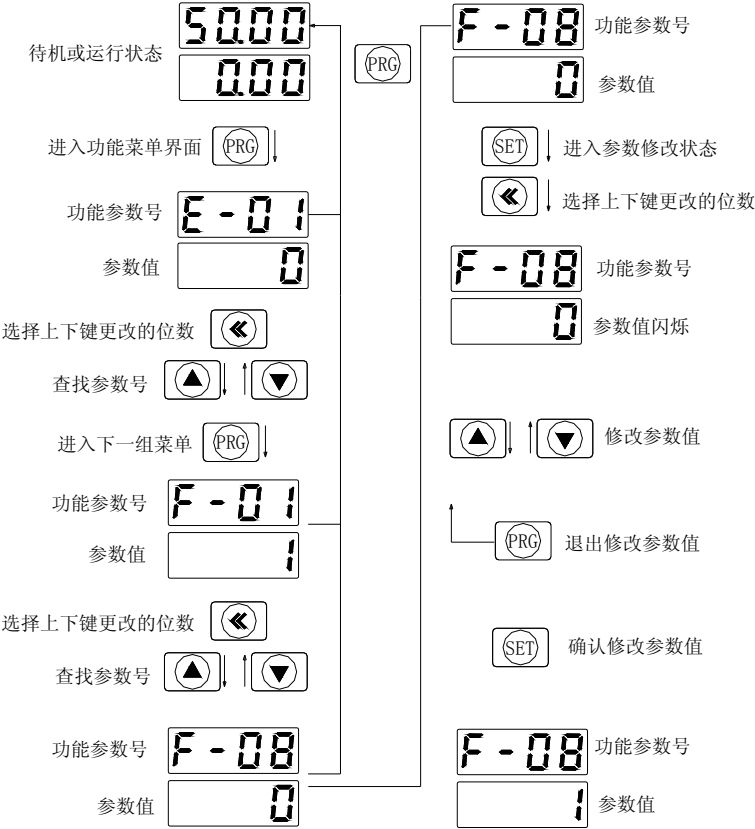 50.00
待机或运行状态
0.00
进入功能菜单界面 PRG
功能参数号 E-01
参数值 0
选择上下键更改的位数
查找参数号
进入下一组菜单 PRG
功能参数号 F-01
参数值 1
选择上下键更改的位数
查找参数号
功能参数号 F-08
参数值 0
PRG
F-08 功能参数号
0 参数值
SET 进入参数修改状态
选择上下键更改的位数
F-08 功能参数号
0 参数值闪烁
修改参数值
PRG 退出修改参数值
SET 确认修改参数值
F-08 功能参数号
1 参数值